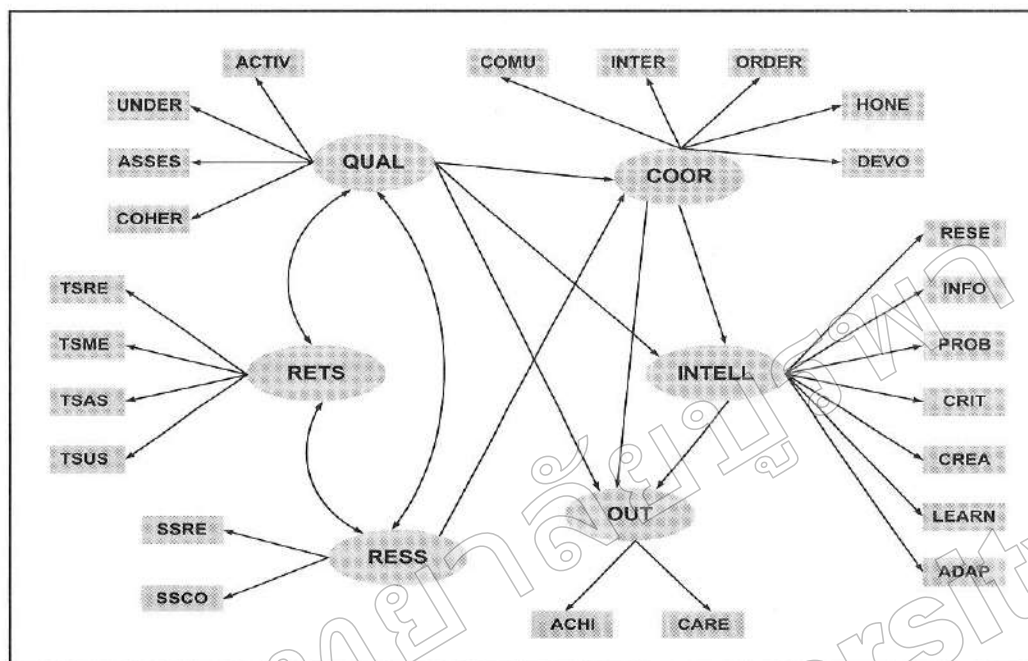 ACTIV
COMU
INTER
ORDER
UNDER
HONE
ASSES
QUAL
COOR
DEVO
COHER
RESE
TSRE
INFO
TSME
RETS
INTELL
PROB
TSAS
CRIT
TSUS
CREA
SSRE
OUT
LEARN
RESS
SSCO
ADAP
ACHI
CARE